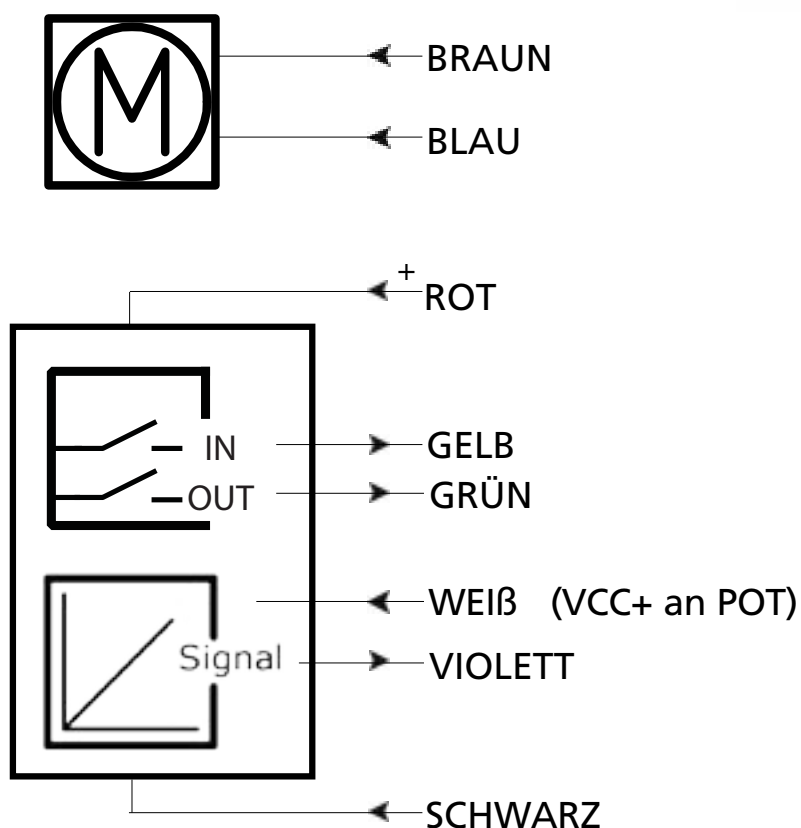 M
BRAUN
BLAU
+
ROT
IN
GELB
OUT
GRÜN
WEIß (VCC+ an POT)
Signal
VIOLETT
SCHWARZ